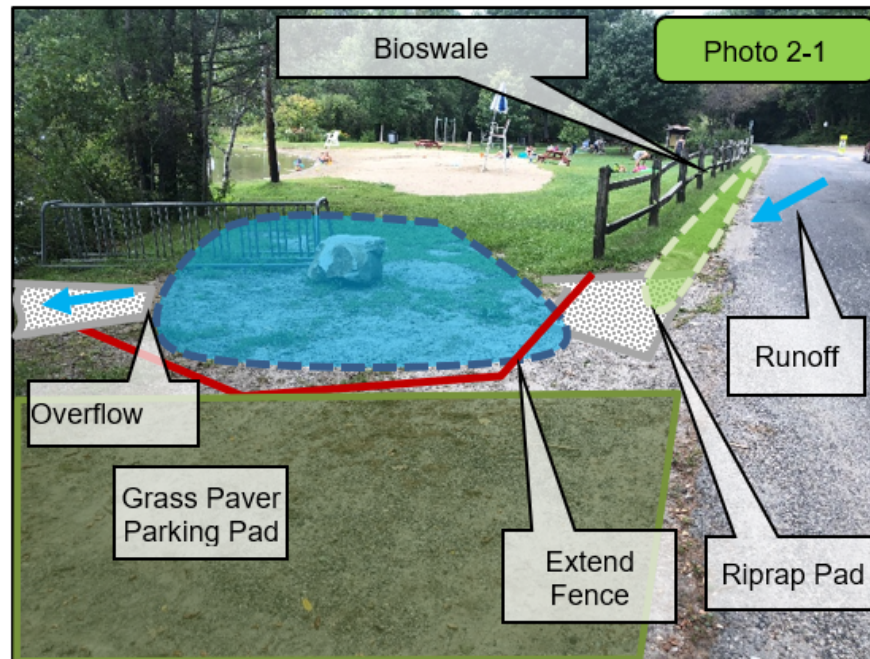 Bioswale
Photo 2-1
Runoff
Overflow
Grass Paver
Parking Pad
Extend
Fence
Riprap Pad